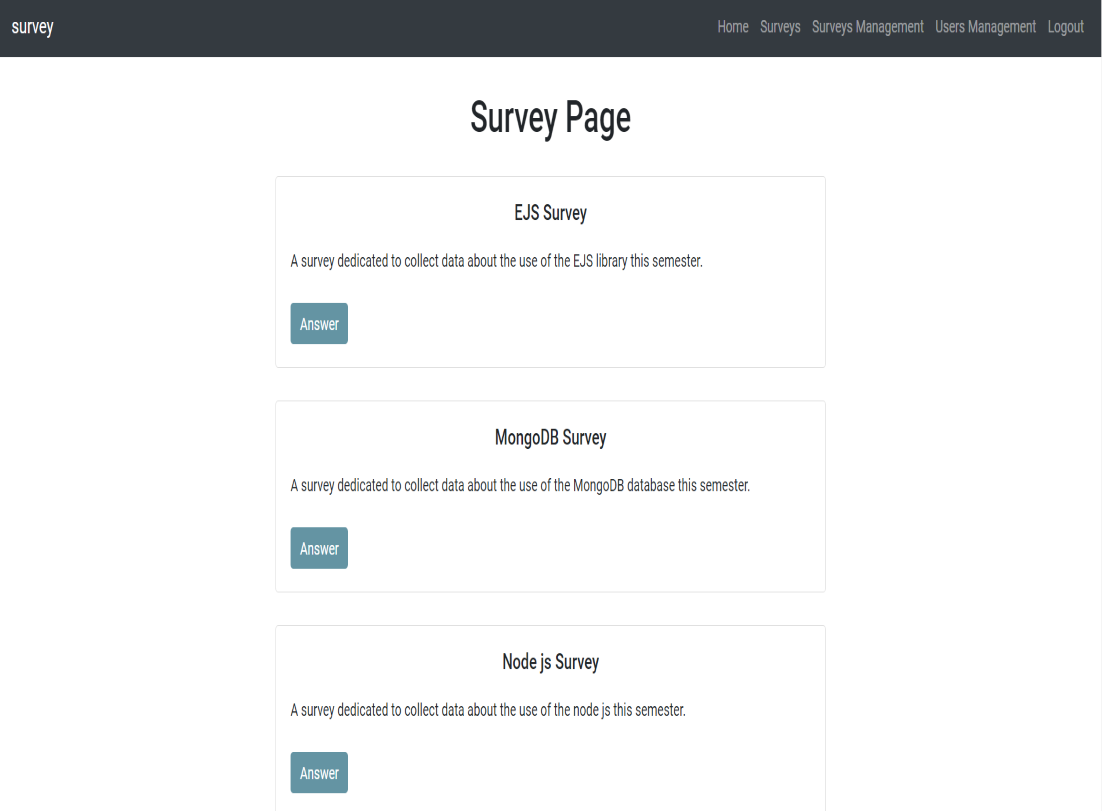 survey Home Surveys Surveys Management Users Management Logout
Survey Page
EJS Survey
A survey dedicated to collect data about the use of the EJS library this semester.
Answer
MongoDB Survey
A survey dedicated to collect data about the use of the MongoDB database this semester.
Answer
Node js Survey
A survey dedicated to collect data about the use of the node js this semester.
Answer